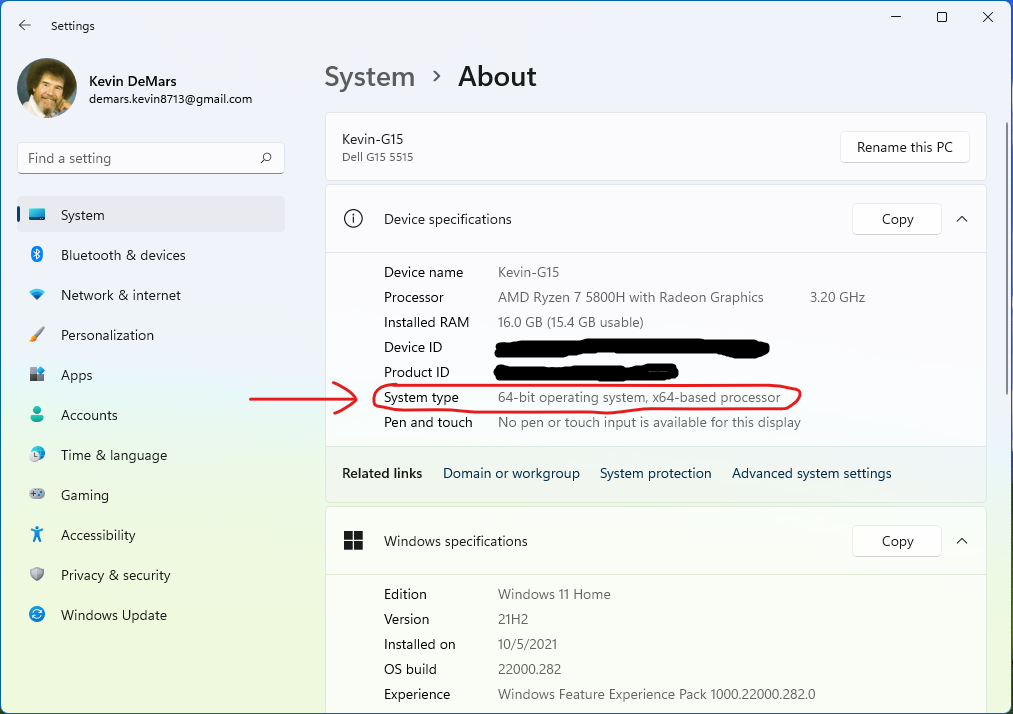 Settings
Kevin DeMars
demars.kevin8713@gmail.com
Find a setting
System
Bluetooth & devices
Network & internet
Personalization
Apps
Accounts
Time & language
Gaming
Accessibility
Privacy & security
Windows Update
System > About
Kevin-G15
Dell G15 5515
Rename this PC
Device specifications
Copy
Device name Kevin-G15
Processor AMD Ryzen 7 5800H with Radeon Graphics 3.20 GHz
Installed RAM 16.0 GB (15.4 GB usable)
Device ID
Product ID
System type 64-bit operating system, x64-based processor
Pen and touch No pen or touch input is available for this display
Related links Domain or workgroup System protection Advanced system settings
Windows specifications
Copy
Edition Windows 11 Home
Version 21H2
Installed on 10/5/2021
OS build 22000.282
Experience Windows Feature Experience Pack 1000.22000.282.0